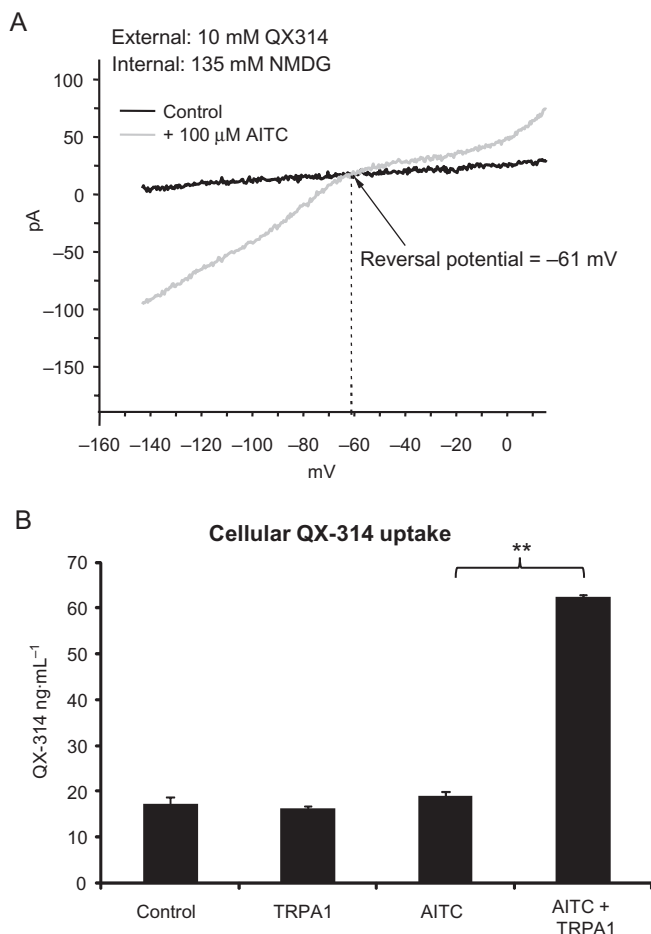 A
External: 10 mM QX314
Internal: 135 mM NMDG
100
50
0
−50
−100
−150
pA
Control
+ 100 μM AITC
Reversal potential = −61 mV
−160 −140 −120 −100 −80 −60 −40 −20 0
mV
B
Cellular QX-314 uptake
**
70
60
50
40
30
20
10
0
QX-314 ng·mL⁻¹
Control TRPA1 AITC AITC +
TRPA1